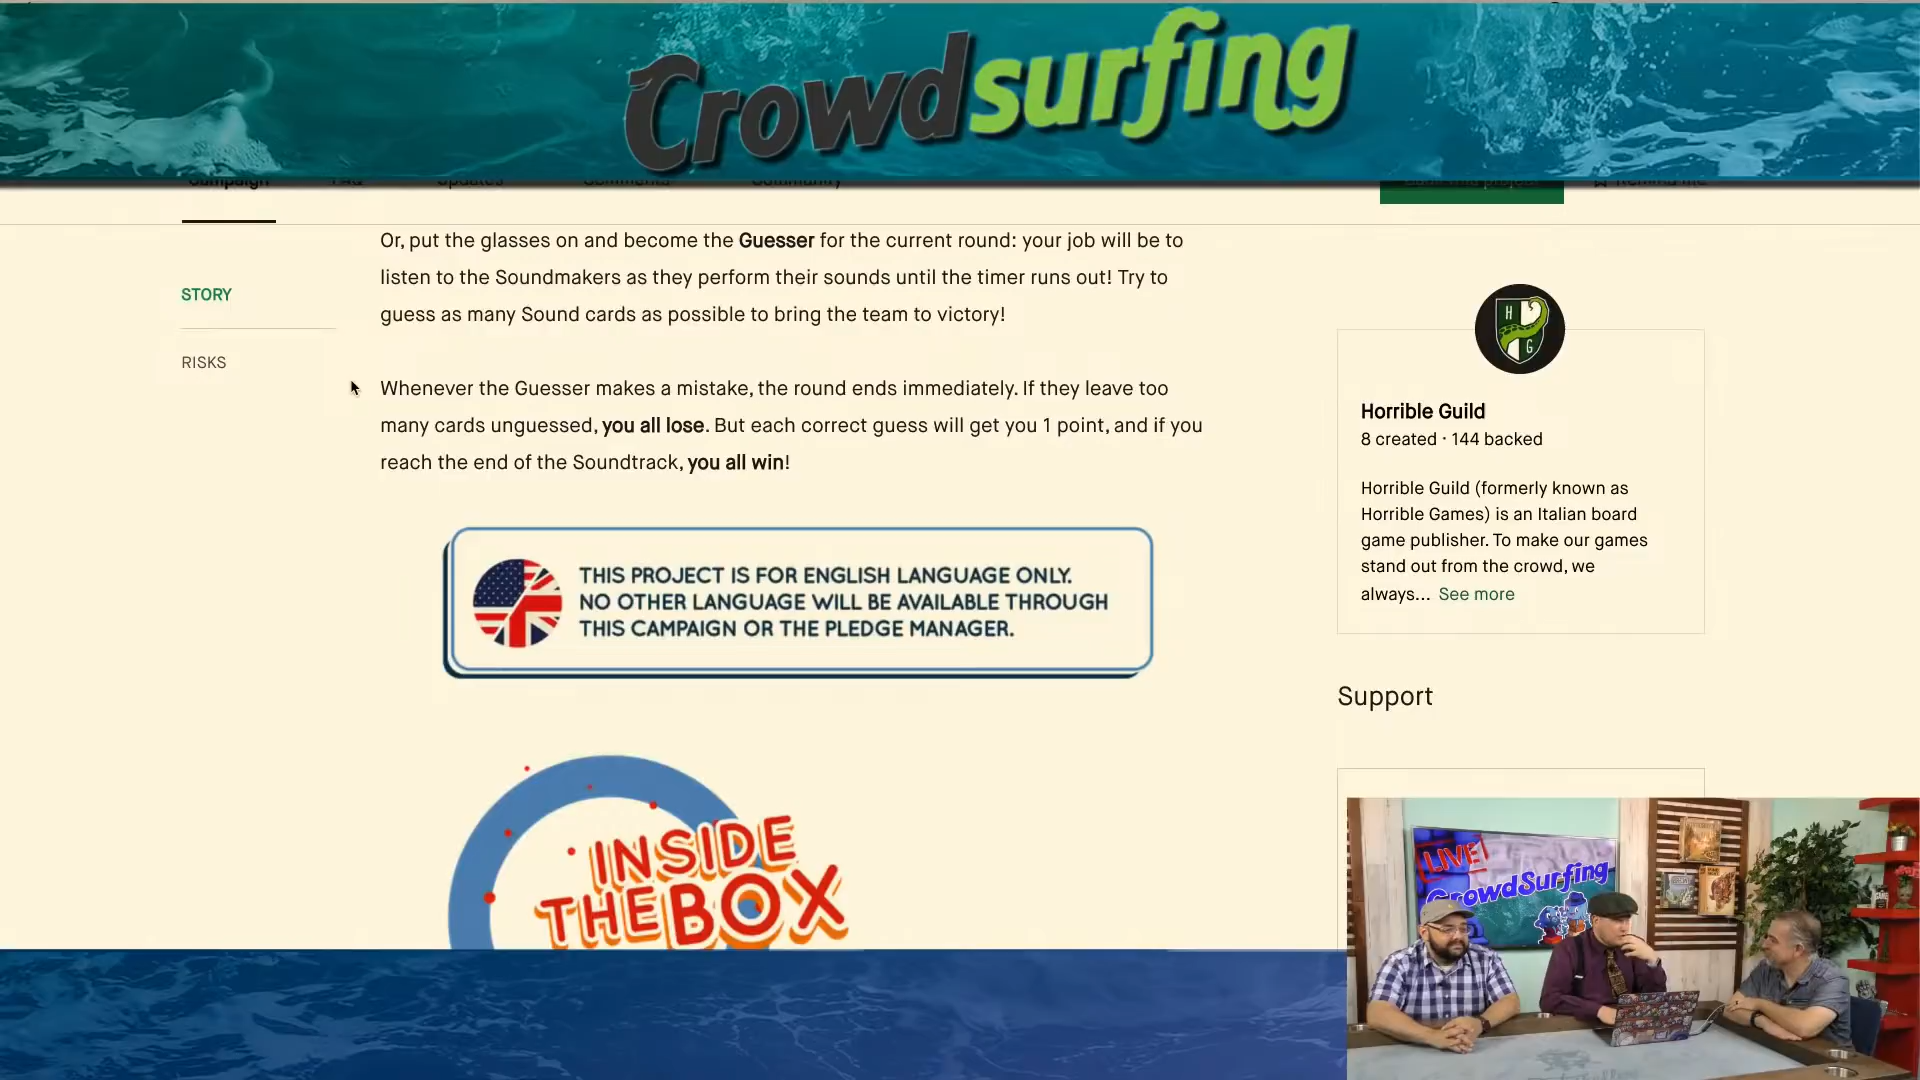 Crowdsurfing
Campaign FAQ Updates Comments Community
Remind me
Or, put the glasses on and become the Guesser for the current round: your job will be to
listen to the Soundmakers as they perform their sounds until the timer runs out! Try to
guess as many Sound cards as possible to bring the team to victory!
STORY
RISKS
Whenever the Guesser makes a mistake, the round ends immediately. If they leave too
many cards unguessed, you all lose. But each correct guess will get you 1 point, and if you
reach the end of the Soundtrack, you all win!
THIS PROJECT IS FOR ENGLISH LANGUAGE ONLY.
NO OTHER LANGUAGE WILL BE AVAILABLE THROUGH
THIS CAMPAIGN OR THE PLEDGE MANAGER.
INSIDE
THE BOX
H
G
Horrible Guild
8 created · 144 backed
Horrible Guild (formerly known as
Horrible Games) is an Italian board
game publisher. To make our games
stand out from the crowd, we
always... See more
Support
LIVE
CrowdSurfing